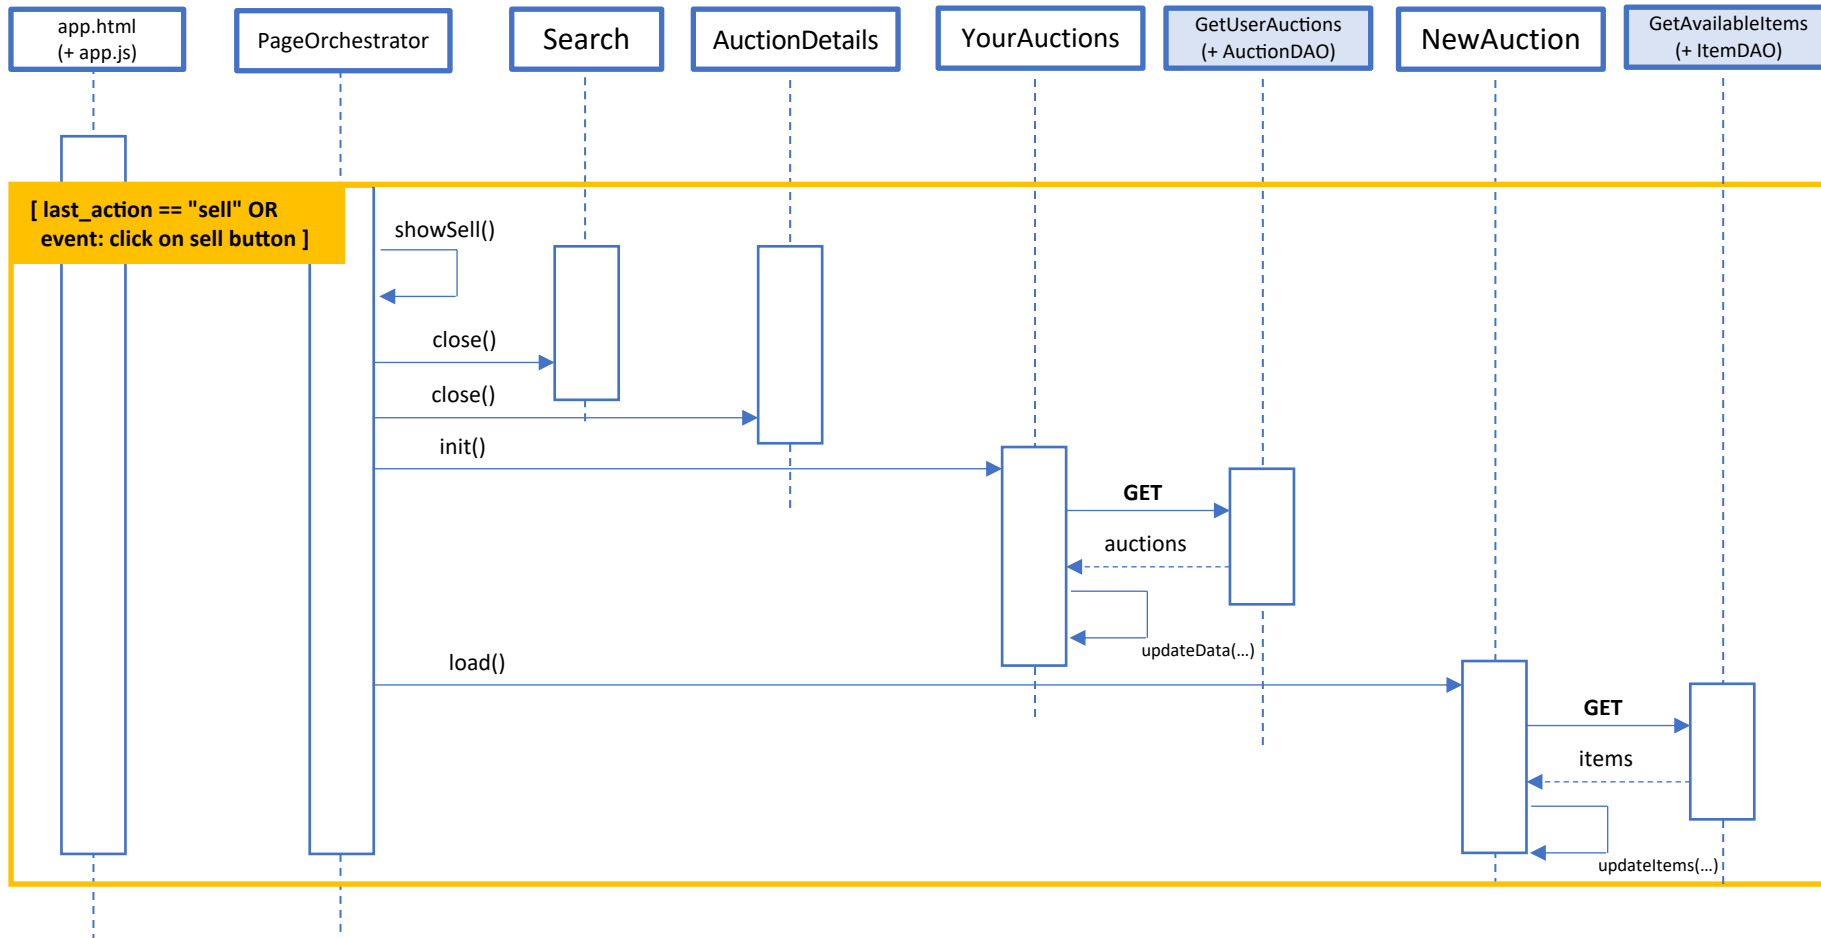 app.html
(+ app.js)
PageOrchestrator
Search
AuctionDetails
YourAuctions
GetUserAuctions
(+ AuctionDAO)
NewAuction
GetAvailableItems
(+ ItemDAO)
[ last_action == "sell" OR
event: click on sell button ]
showSell()
close()
close()
init()
GET
auctions
updateData(...)
load()
GET
items
updateItems(...)